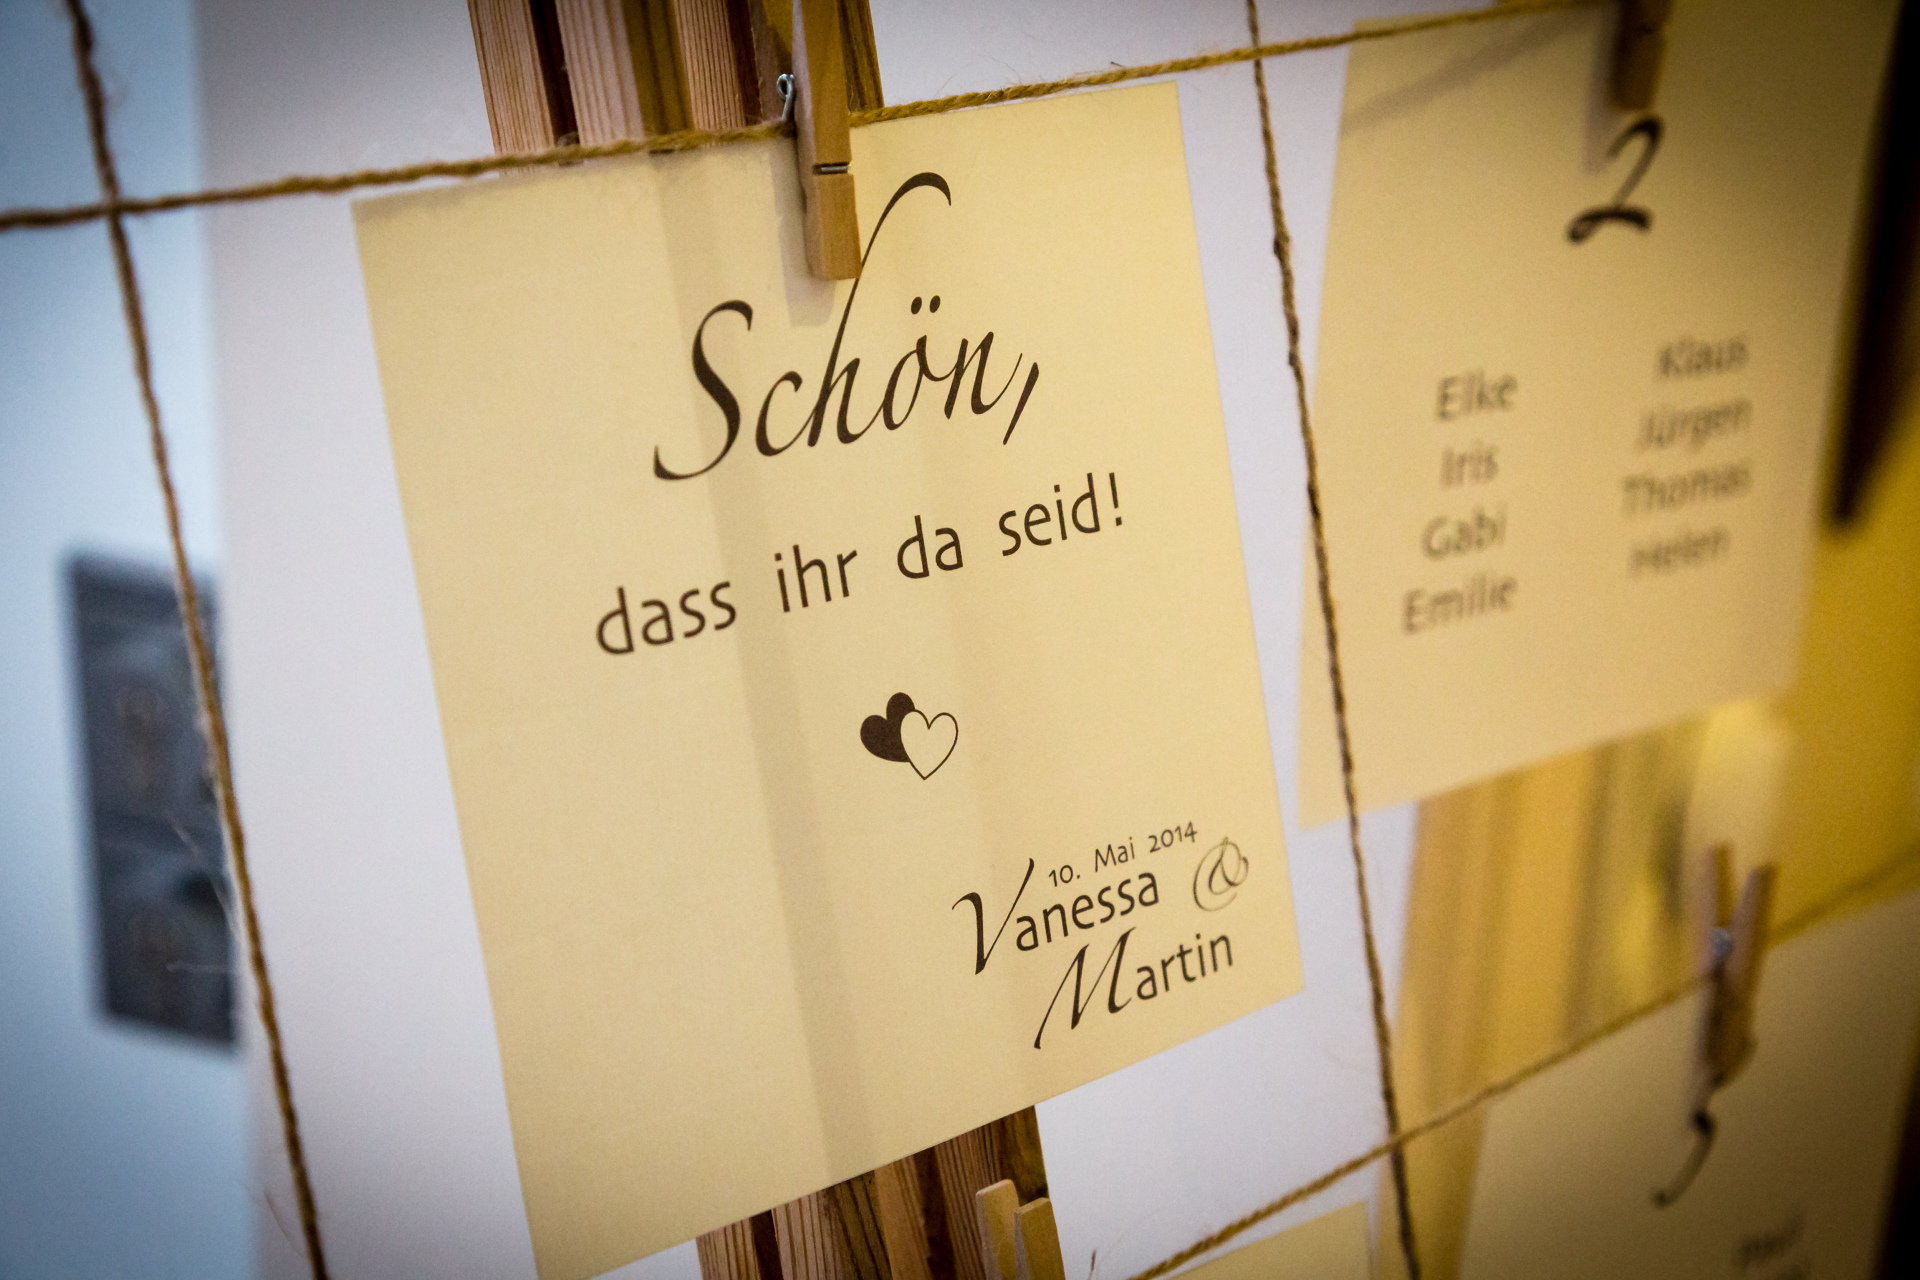 Schön,
dass ihr da seid!
10. Mai 2014
Vanessa &
Martin
2
Elke
Iris
Gabi
Emilie
Klaus
Jürgen
Thomas
Helen